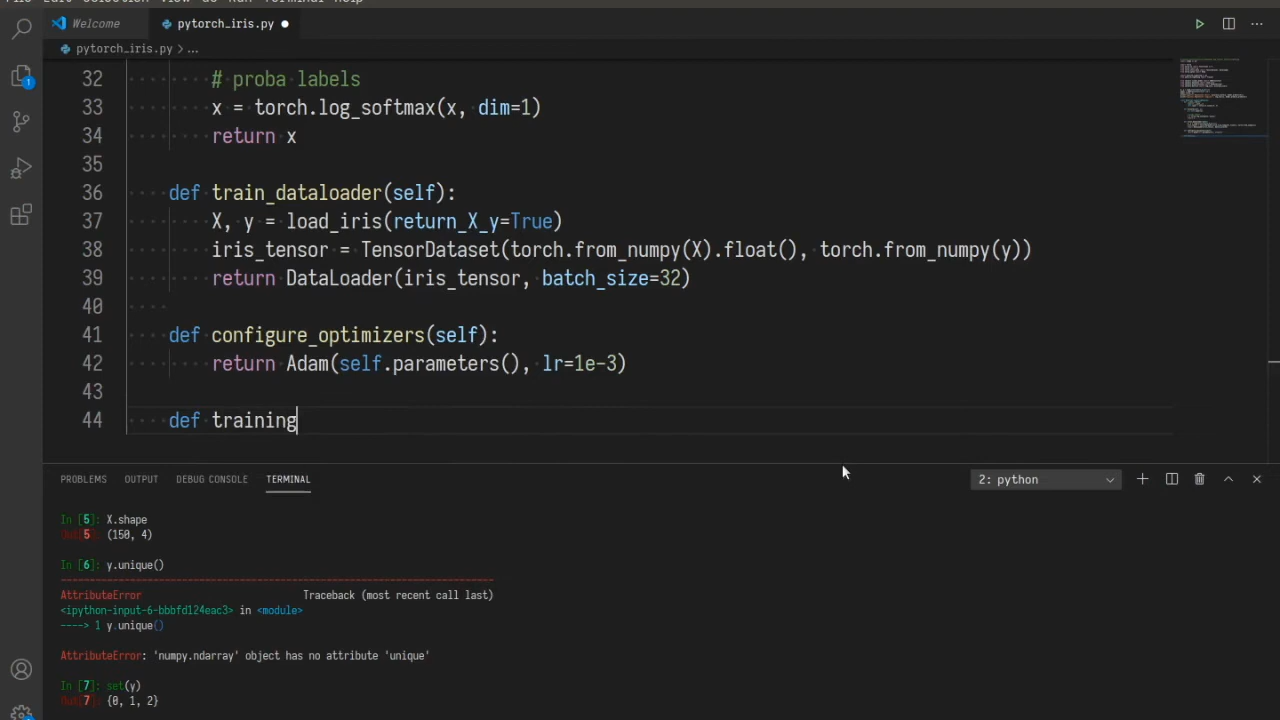 Welcome
pytorch_iris.py
pytorch_iris.py > ...
32 # proba labels
33 x = torch.log_softmax(x, dim=1)
34 return x
35
36 def train_dataloader(self):
37 X, y = load_iris(return_X_y=True)
38 iris_tensor = TensorDataset(torch.from_numpy(X).float(), torch.from_numpy(y))
39 return DataLoader(iris_tensor, batch_size=32)
40
41 def configure_optimizers(self):
42 return Adam(self.parameters(), lr=1e-3)
43
44 def training
1
PROBLEMS OUTPUT DEBUG CONSOLE TERMINAL 2: python
In [5]: X.shape
Out[5]: (150, 4)
In [6]: y.unique()
---------------------------------------------------------------------------
AttributeError Traceback (most recent call last)
<ipython-input-6-bbbfd124eac3> in <module>
----> 1 y.unique()
AttributeError: 'numpy.ndarray' object has no attribute 'unique'
In [7]: set(y)
Out[7]: {0, 1, 2}